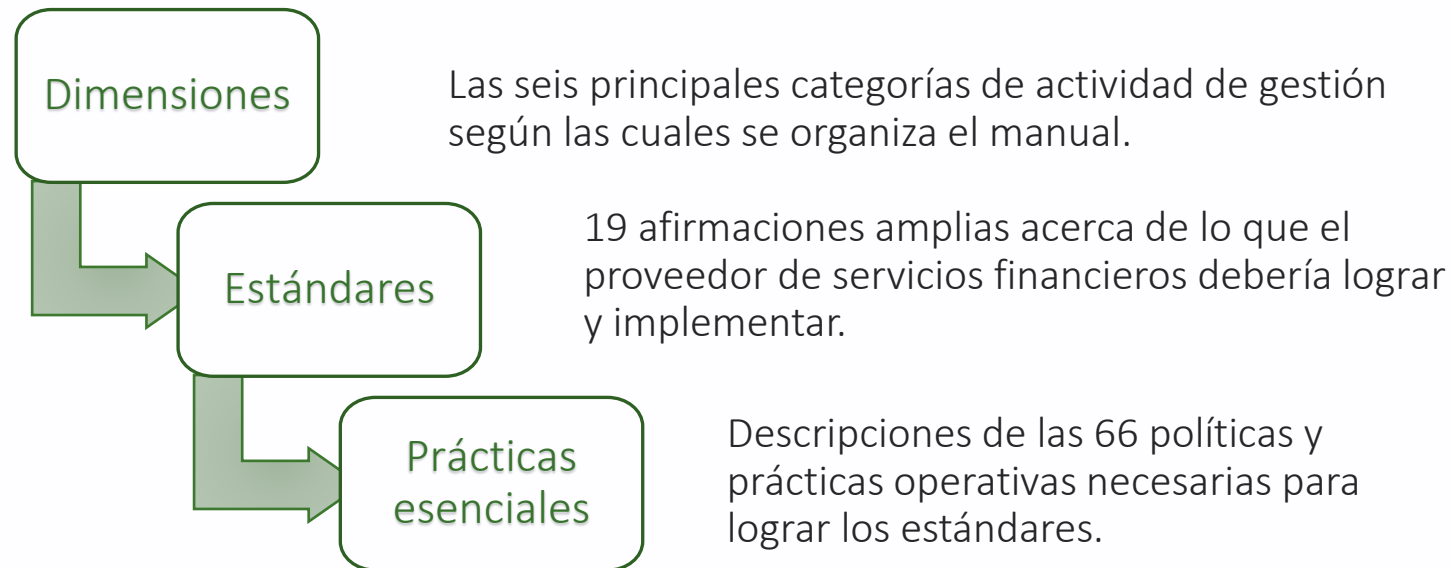 Dimensiones
Las seis principales categorías de actividad de gestión
según las cuales se organiza el manual.
Estándares
19 afirmaciones amplias acerca de lo que el
proveedor de servicios financieros debería lograr
y implementar.
Prácticas
esenciales
Descripciones de las 66 políticas y
prácticas operativas necesarias para
lograr los estándares.